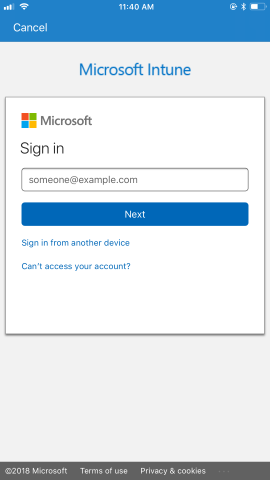 11:40 AM
Cancel
Microsoft Intune
Microsoft
Sign in
someone@example.com
Next
Sign in from another device
Can't access your account?
©2018 Microsoft Terms of use Privacy & cookies ...